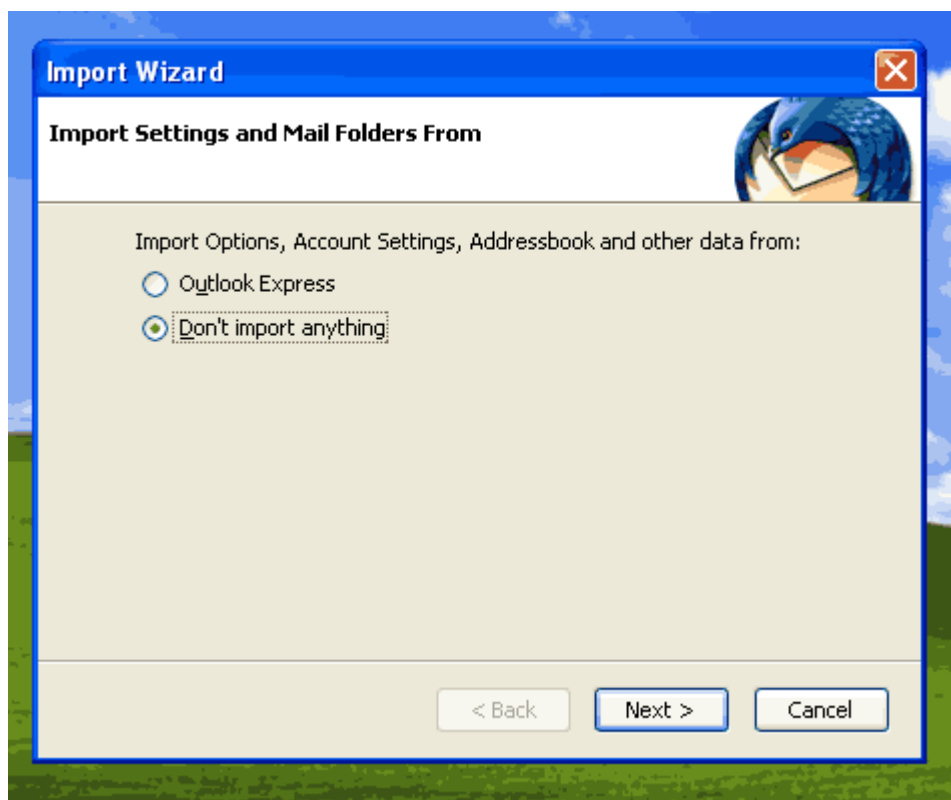 Import Wizard
Import Settings and Mail Folders From
Import Options, Account Settings, Addressbook and other data from:
Outlook Express
Don't import anything
< Back Next > Cancel